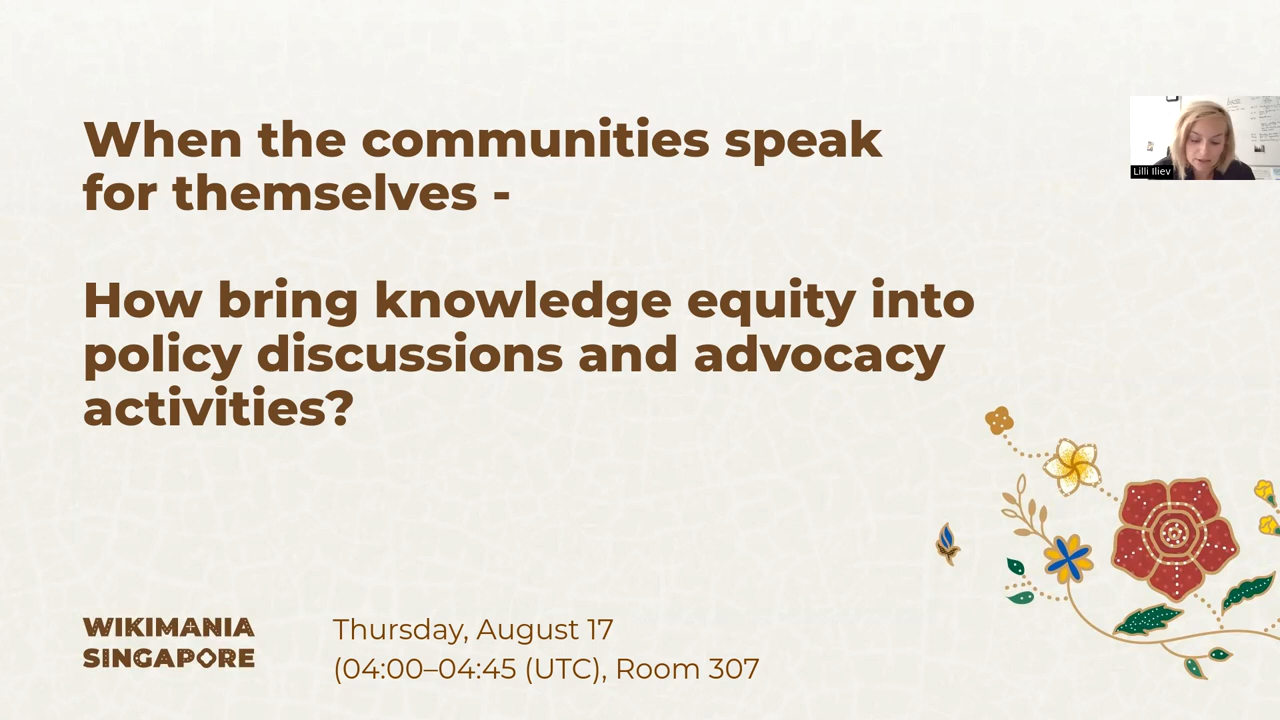 When the communities speak
for themselves -
How bring knowledge equity into
policy discussions and advocacy
activities?
Lilli Iliev
WIKIMANIA
SINGAPORE
Thursday, August 17
(04:00–04:45 (UTC), Room 307